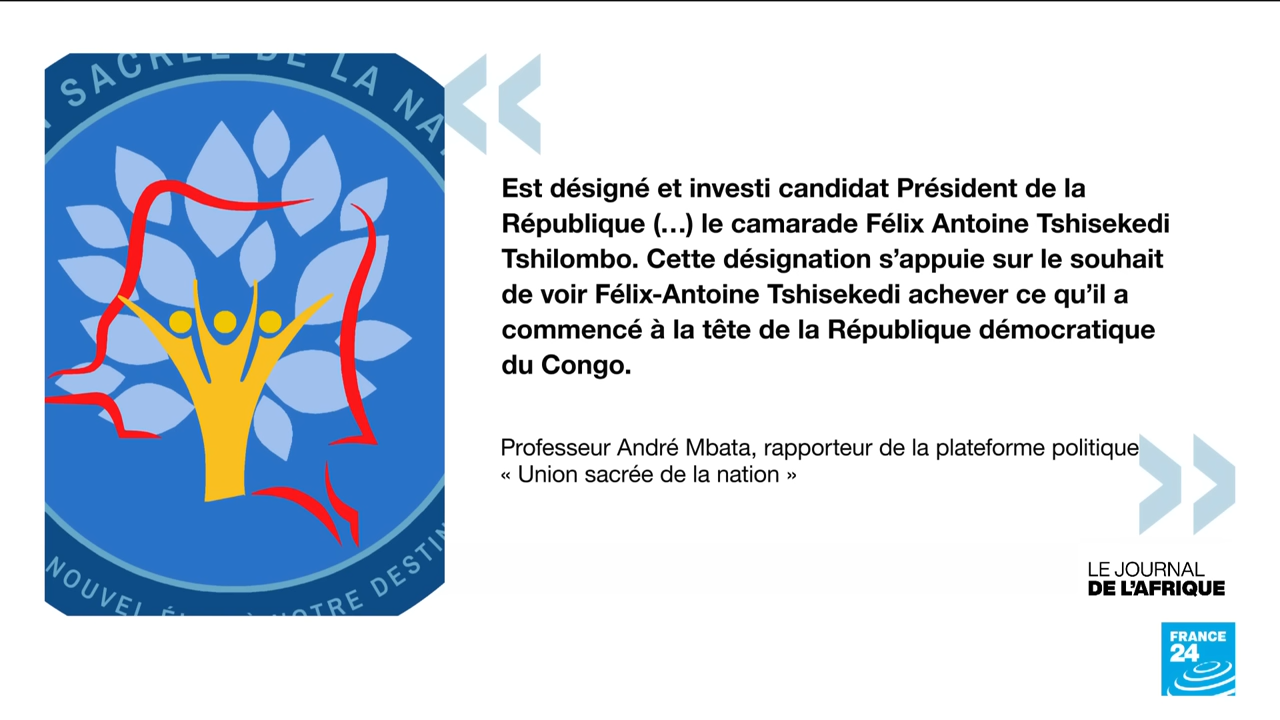 SACRÉE DE LA NA
Est désigné et investi candidat Président de la
République (…) le camarade Félix Antoine Tshisekedi
Tshilombo. Cette désignation s’appuie sur le souhait
de voir Félix-Antoine Tshisekedi achever ce qu’il a
commencé à la tête de la République démocratique
du Congo.
Professeur André Mbata, rapporteur de la plateforme politique
« Union sacrée de la nation »
NOUVEL NOTRE DESTIN
LE JOURNAL
DE L’AFRIQUE
FRANCE
24